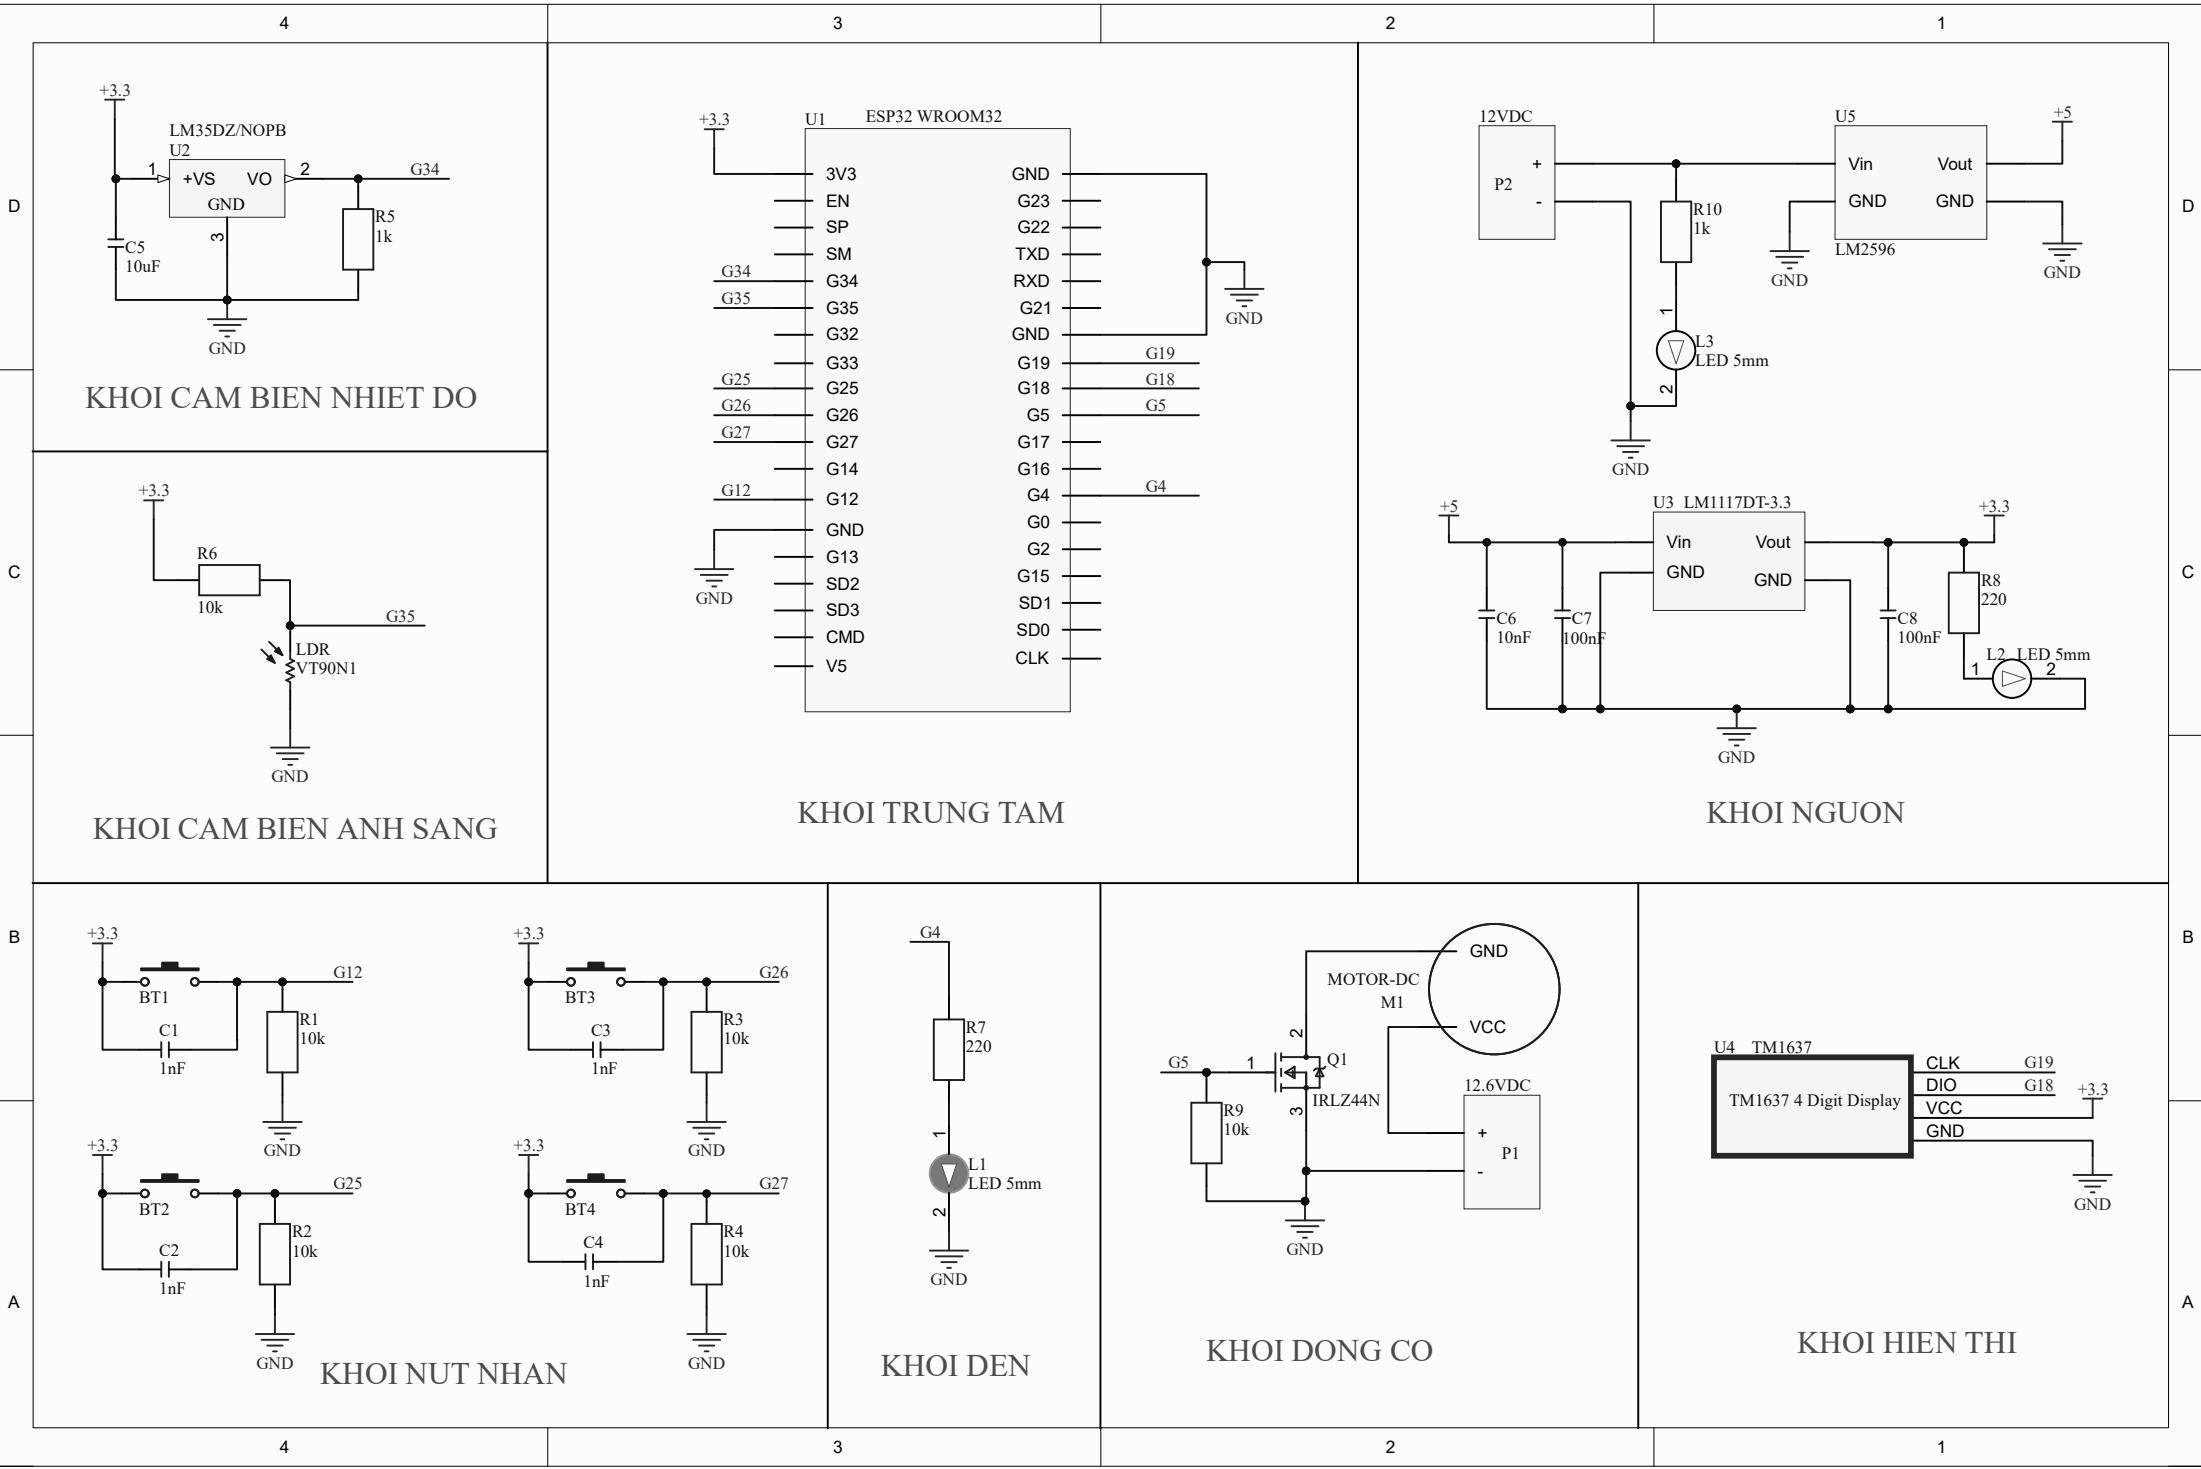 4 3 2 1
D
+3.3
LM35DZ/NOPB
U2
1 +VS VO 2 G34
GND
3
C5
10uF
R5
1k
GND
KHOI CAM BIEN NHIET DO
C
+3.3
R6
10k
G35
LDR
VT90N1
GND
KHOI CAM BIEN ANH SANG
+3.3
U1 ESP32 WROOM32
3V3 GND
EN G23
SP G22
SM TXD
G34 G34 RXD
G35 G35 G21
G32 GND
G33 G19 G19
G25 G25 G18 G18
G26 G26 G5 G5
G27 G27 G17
G14 G16
G12 G12 G4 G4
GND G0
G13 G2
SD2 G15
SD3 SD1
CMD SD0
V5 CLK
GND
GND
KHOI TRUNG TAM
12VDC
+
P2
-
R10
1k
1
L3
LED 5mm
2
GND
U5
Vin Vout
GND GND
LM2596
+5
GND
GND
D
+5
U3 LM1117DT-3.3
Vin Vout
GND GND
+3.3
C6
10nF
C7
100nF
C8
100nF
R8
220
L2 LED 5mm
1 2
GND
KHOI NGUON
C
B
+3.3
BT1
G12
C1
1nF
R1
10k
GND
+3.3
BT3
G26
C3
1nF
R3
10k
GND
+3.3
BT2
G25
C2
1nF
R2
10k
GND
+3.3
BT4
G27
C4
1nF
R4
10k
GND
KHOI NUT NHAN
A
G4
R7
220
1
L1
LED 5mm
2
GND
KHOI DEN
GND
MOTOR-DC
M1
VCC
2
G5
1
Q1
IRLZ44N
3
R9
10k
12.6VDC
+
P1
-
GND
KHOI DONG CO
U4 TM1637
TM1637 4 Digit Display
CLK G19
DIO G18
VCC +3.3
GND
GND
KHOI HIEN THI
B
A
4 3 2 1